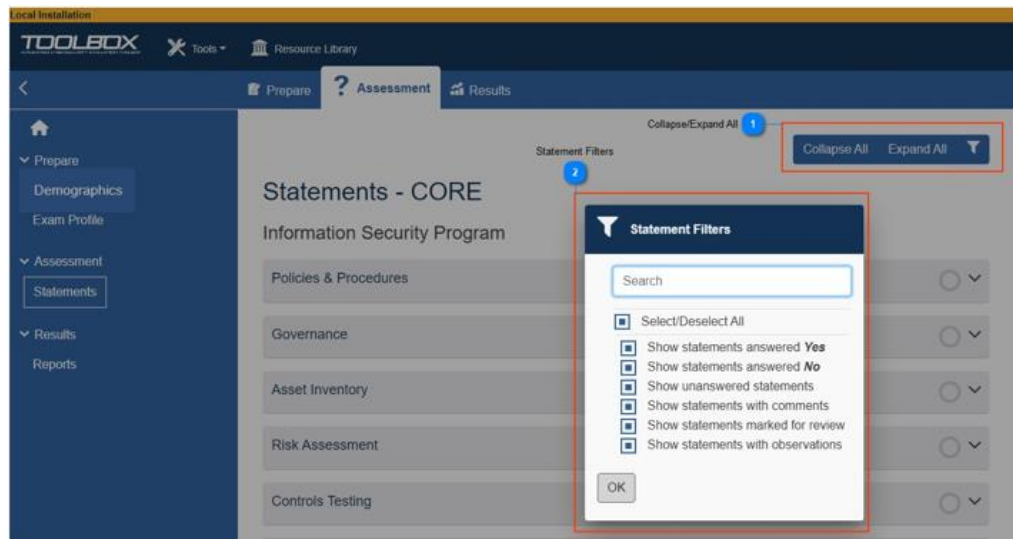 Local Installation
TOOLBOX
Tools
Resource Library
Prepare
? Assessment
Results
Collapse/Expand All 1
Collapse All Expand All
Statement Filters
2
Prepare
Demographics
Exam Profile
Assessment
Statements
Results
Reports
Statements - CORE
Information Security Program
Policies & Procedures
Governance
Asset Inventory
Risk Assessment
Controls Testing
Statement Filters
Search
Select/Deselect All
Show statements answered Yes
Show statements answered No
Show unanswered statements
Show statements with comments
Show statements marked for review
Show statements with observations
OK